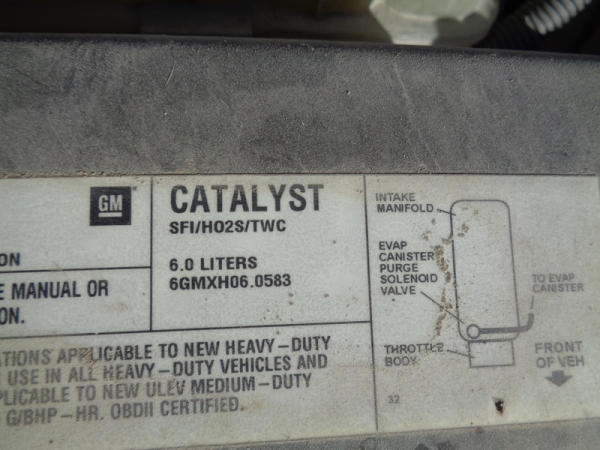 GM
ON
E MANUAL OR
ON.
CATALYST
SFI/HO2S/TWC
6.0 LITERS
6GMXH06.0583
ATIONS APPLICABLE TO NEW HEAVY-DUTY
USE IN ALL HEAVY-DUTY VEHICLES AND
PLICABLE TO NEW ULEV MEDIUM-DUTY
G/BHP-HR. OBDII CERTIFIED.
INTAKE
MANIFOLD
EVAP
CANISTER
PURGE
SOLENOID
VALVE
TO EVAP
CANISTER
THROTTLE
BODY
FRONT
OF VEH
32